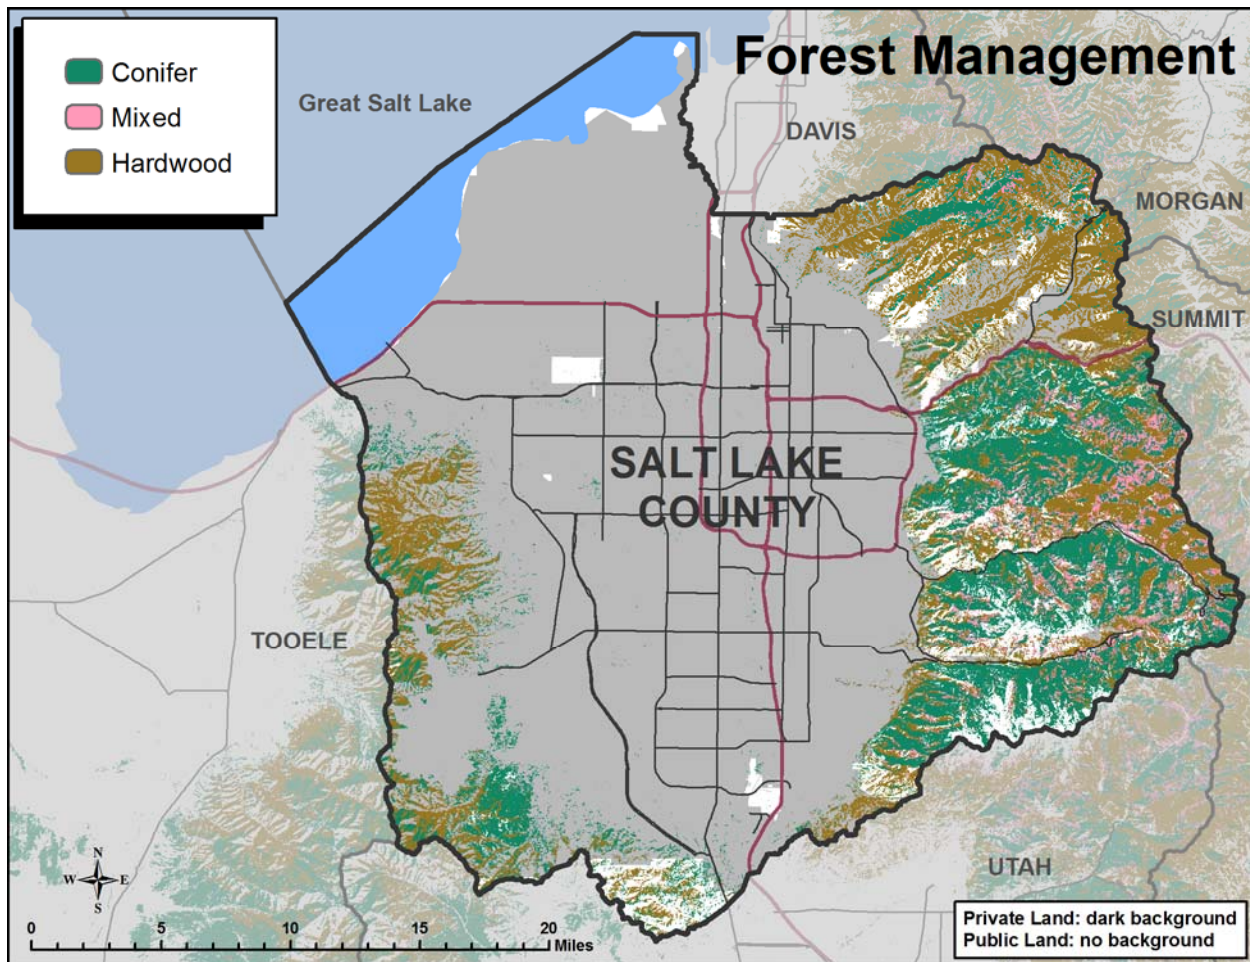 Forest Management
Conifer
Mixed
Hardwood
Great Salt Lake
DAVIS
MORGAN
SUMMIT
SALT LAKE
COUNTY
TOOELE
UTAH
N
W E
S
0 5 10 15 20
Miles
Private Land: dark background
Public Land: no background